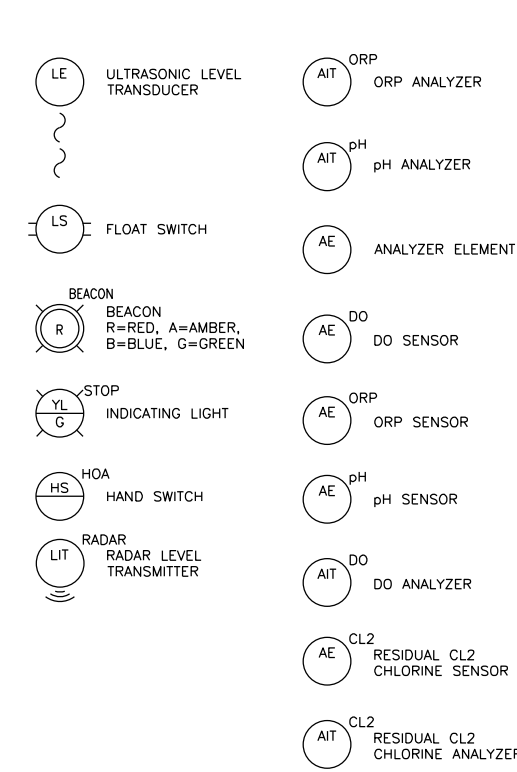 LE
ULTRASONIC LEVEL
TRANSDUCER
LS
FLOAT SWITCH
BEACON
R
BEACON
R=RED, A=AMBER,
B=BLUE, G=GREEN
STOP
YL
G
INDICATING LIGHT
HOA
HS
HAND SWITCH
RADAR
LIT
RADAR LEVEL
TRANSMITTER
ORP
AIT
ORP ANALYZER
pH
AIT
pH ANALYZER
AE
ANALYZER ELEMENT
DO
AE
DO SENSOR
ORP
AE
ORP SENSOR
pH
AE
pH SENSOR
DO
AIT
DO ANALYZER
CL2
AE
RESIDUAL CL2
CHLORINE SENSOR
CL2
AIT
RESIDUAL CL2
CHLORINE ANALYZER